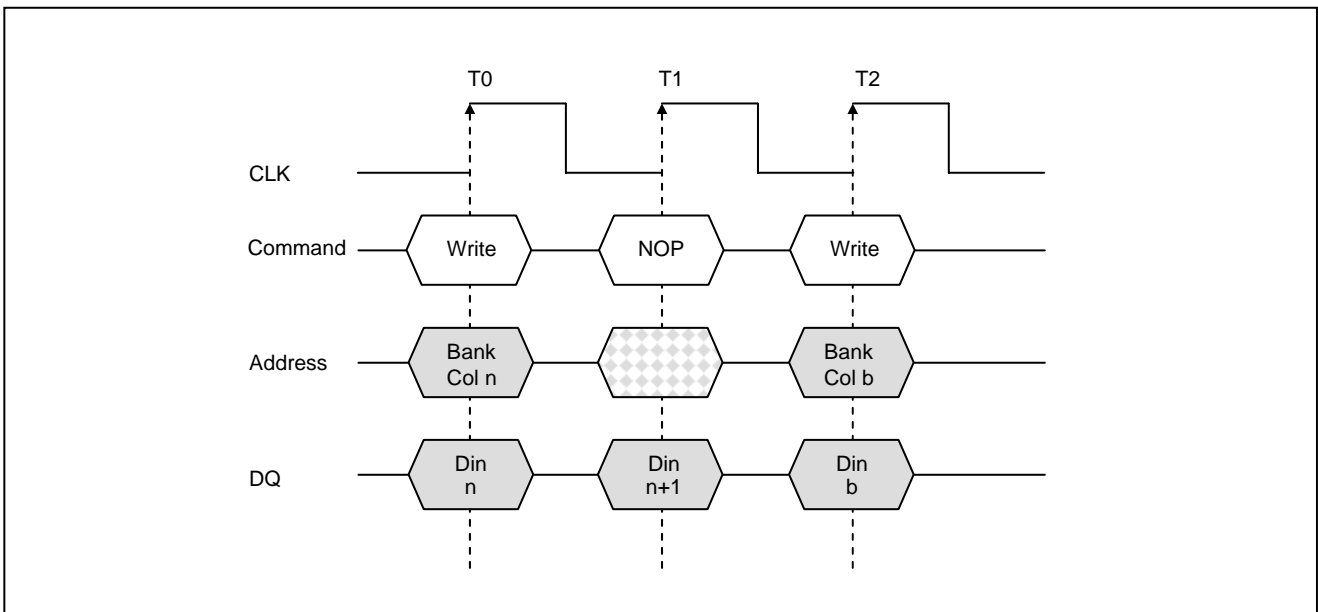 T0 T1 T2
CLK
Command Write NOP Write
Address Bank Col n Bank Col b
DQ Din n Din n+1 Din b